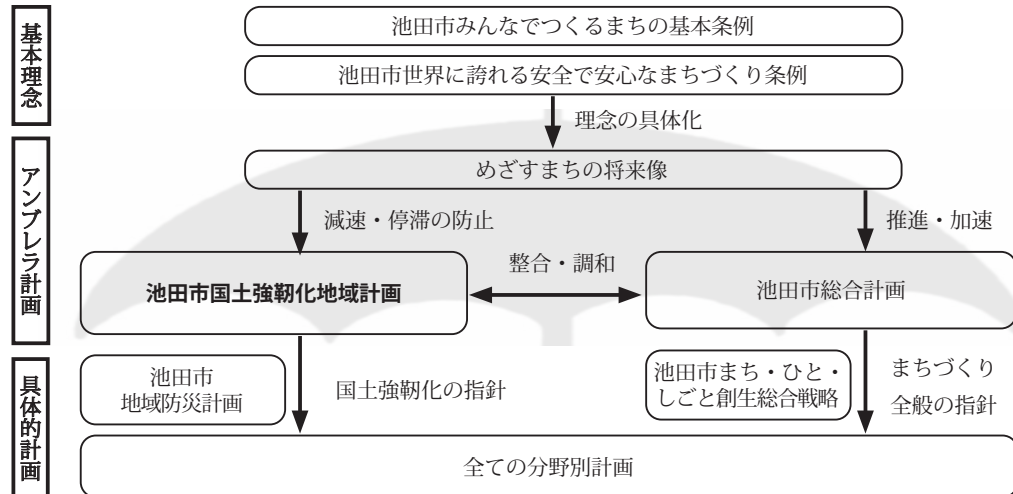 基本理念
池田市みんなでつくるまちの基本条例
池田市世界に誇れる安全で安心なまちづくり条例
理念の具体化
アンブレラ計画
めざすまちの将来像
減速・停滞の防止
推進・加速
池田市国土強靭化地域計画
整合・調和
池田市総合計画
具体的計画
池田市
地域防災計画
国土強靭化の指針
池田市まち・ひと・
しごと創生総合戦略
まちづくり
全般の指針
全ての分野別計画